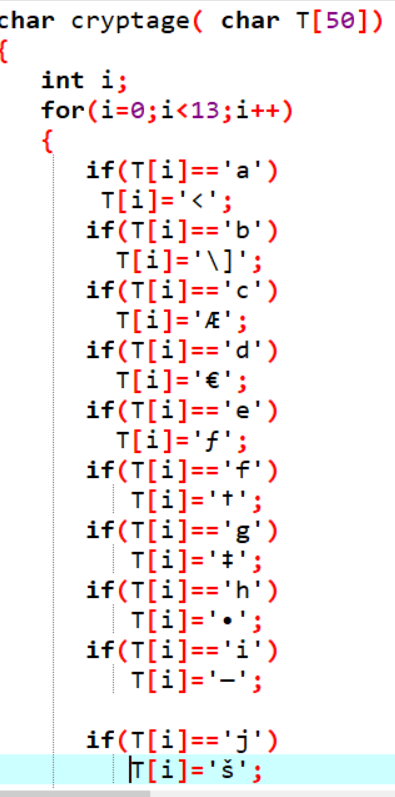 char cryptage( char T[50])
{
int i;
for(i=0;i<13;i++)
{
if(T[i]=='a')
T[i]='<';
if(T[i]=='b')
T[i]='\]';
if(T[i]=='c')
T[i]='Æ';
if(T[i]=='d')
T[i]='€';
if(T[i]=='e')
T[i]='ƒ';
if(T[i]=='f')
T[i]='†';
if(T[i]=='g')
T[i]='‡';
if(T[i]=='h')
T[i]='•';
if(T[i]=='i')
T[i]='—';
if(T[i]=='j')
T[i]='š';